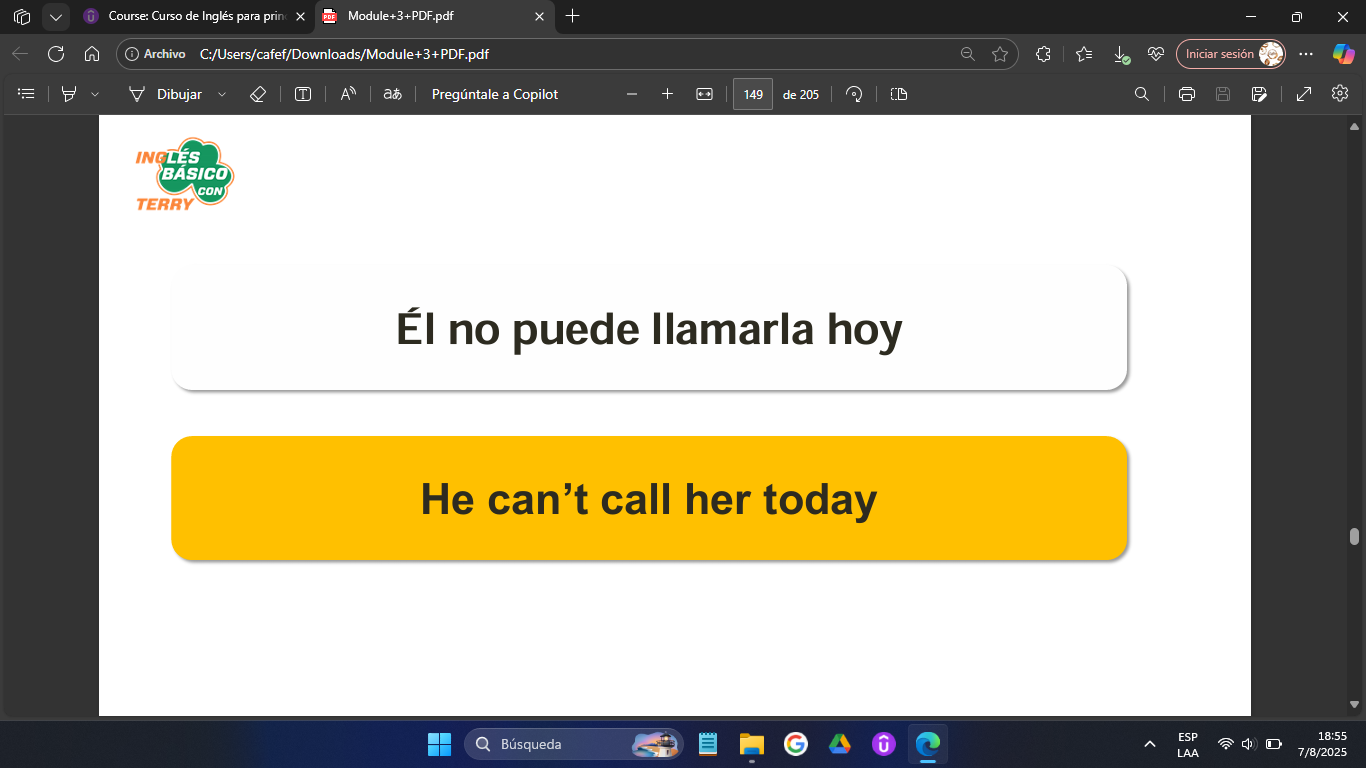 Course: Curso de Inglés para prin
Module+3+PDF.pdf
Archivo
C:/Users/cafef/Downloads/Module+3+PDF.pdf
Iniciar sesión
Dibujar
Pregúntale a Copilot
149
de 205
INGLÉS
BÁSICO
CON
TERRY
Él no puede llamarla hoy
He can’t call her today
Búsqueda
ESP
LAA
18:55
7/8/2025